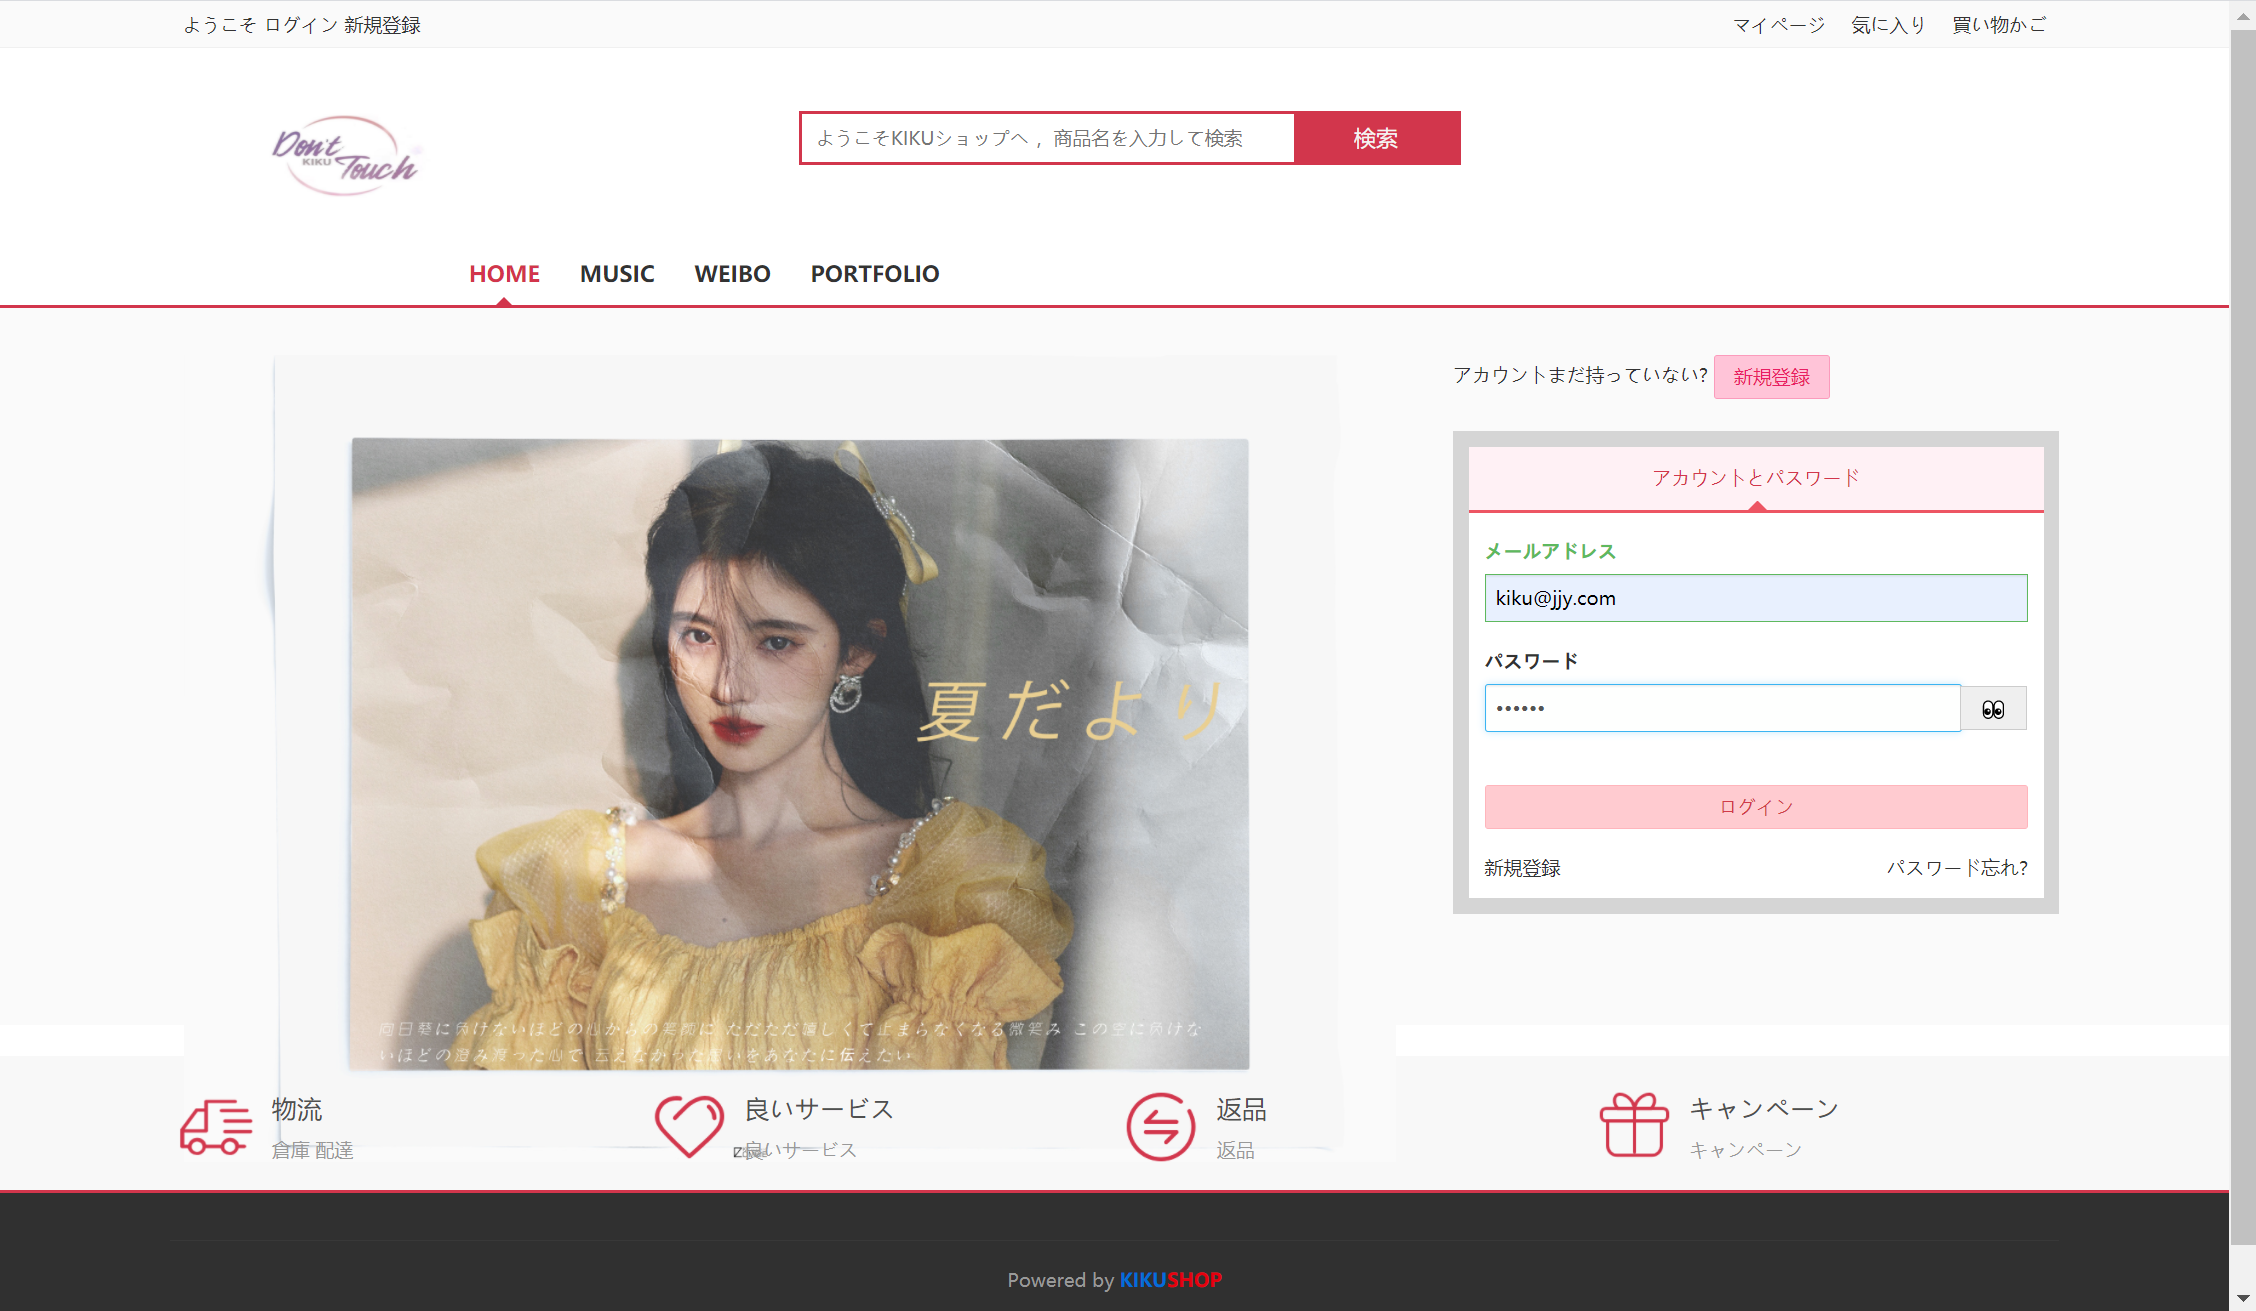 ようこそ ログイン 新規登録
マイページ 気に入り 買い物かご
Don't
KIKU
Touch
ようこそKIKUショップへ ，商品名を入力して検索
検索
HOME MUSIC WEIBO PORTFOLIO
アカウントまだ持っていない? 新規登録
アカウントとパスワード
メールアドレス
kiku@jjy.com
パスワード
••••••
ログイン
新規登録 パスワード忘れ?
夏だより
向日葵に負けないほどの心からの笑顔に ただただ嬉しくて止まらなくなる微笑み この空に負けな
いほどの澄み渡った心で 云えなかった思いをあなたに伝えたい
物流
倉庫 配達
良いサービス
良いサービス
返品
返品
キャンペーン
キャンペーン
Powered by KIKUSHOP